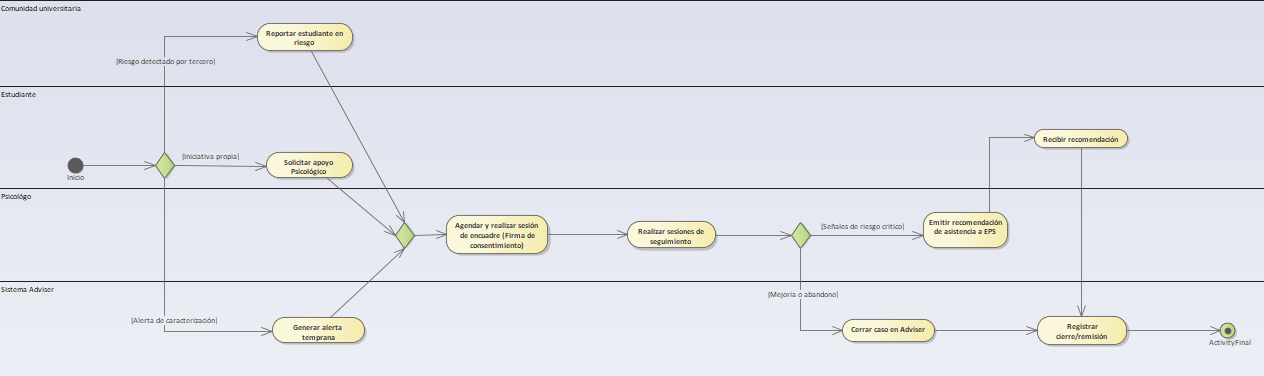 Comunidad universitaria
Reportar estudiante en
riesgo
[Riesgo detectado por tercero]
Estudiante
Recibir recomendación
[Iniciativa propia]
Solicitar apoyo
Psicológico
Inicio
Psicológo
Agendar y realizar sesión
de encuadre (Firma de
consentimiento)
Realizar sesiones de
seguimiento
[Señales de riesgo crítico]
Emitir recomendación
de asistencia a EPS
Sistema Adviser
[Mejoría o abandono]
[Alerta de caracterización]
Generar alerta
temprana
Cerrar caso en Adviser
Registrar
cierre/remisión
ActivityFinal